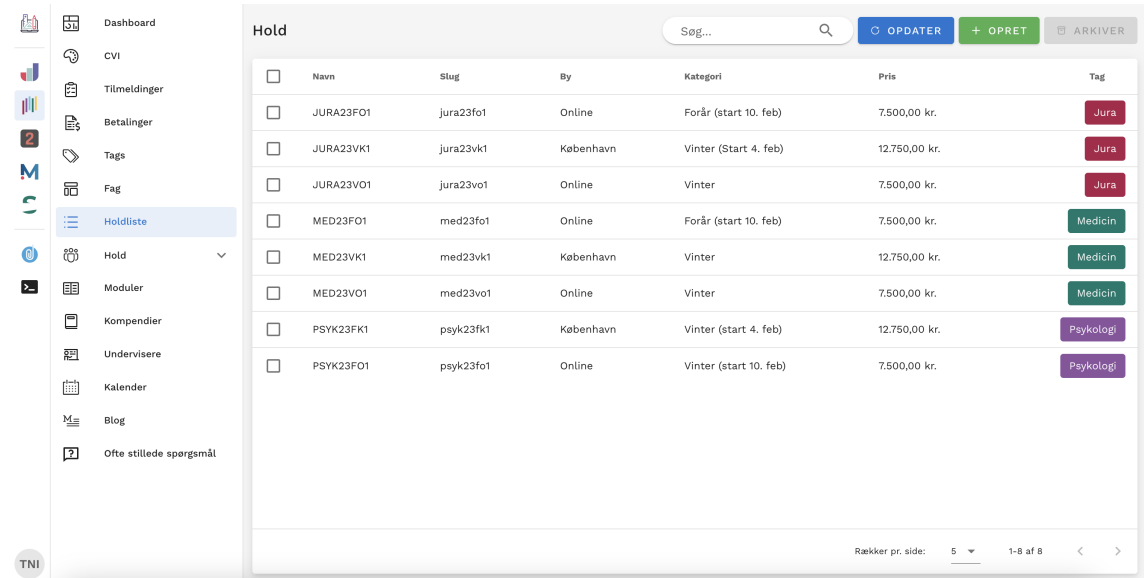 Dashboard
CVI
Tilmeldinger
Betalinger
Tags
Fag
Holdliste
Hold
Moduler
Kompendier
Undervisere
Kalender
Blog
Ofte stillede spørgsmål
TNI
Hold
Søg...
OPDATER
+ OPRET
ARKIVER
Navn Slug By Kategori Pris Tag
JURA23FO1 jura23fo1 Online Forår (start 10. feb) 7.500,00 kr. Jura
JURA23VK1 jura23vk1 København Vinter (Start 4. feb) 12.750,00 kr. Jura
JURA23VO1 jura23vo1 Online Vinter 7.500,00 kr. Jura
MED23FO1 med23fo1 Online Forår (start 10. feb) 7.500,00 kr. Medicin
MED23VK1 med23vk1 København Vinter 12.750,00 kr. Medicin
MED23VO1 med23vo1 Online Vinter 7.500,00 kr. Medicin
PSYK23FK1 psyk23fk1 København Vinter (start 4. feb) 12.750,00 kr. Psykologi
PSYK23FO1 psyk23fo1 Online Vinter (start 10. feb) 7.500,00 kr. Psykologi
Rækker pr. side: 5 1-8 af 8